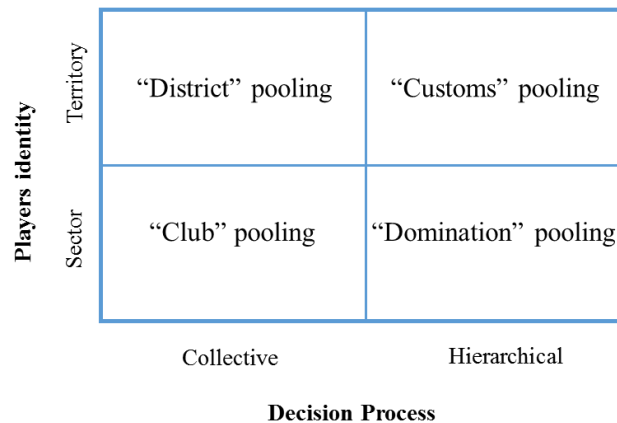 Players identity
Territory
“District” pooling
“Customs” pooling
Sector
“Club” pooling
“Domination” pooling
Collective
Hierarchical
Decision Process